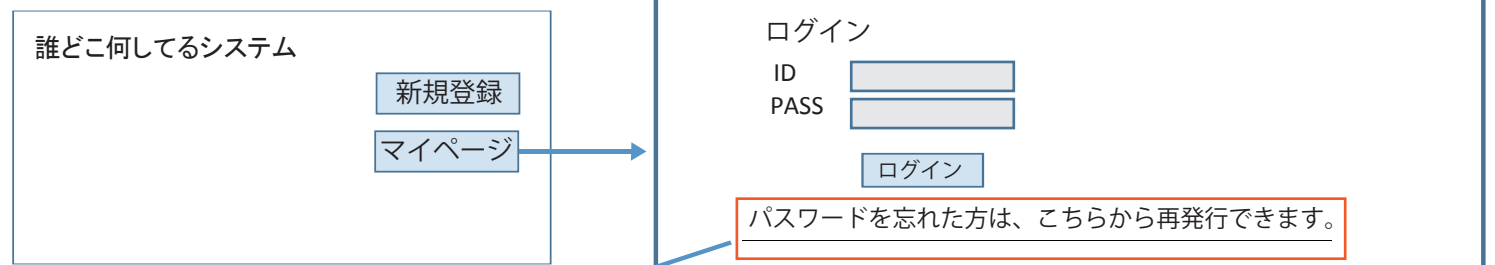 誰どこ何してるシステム
新規登録
マイページ
ログイン
ID
PASS
ログイン
パスワードを忘れた方は、こちらから再発行できます。